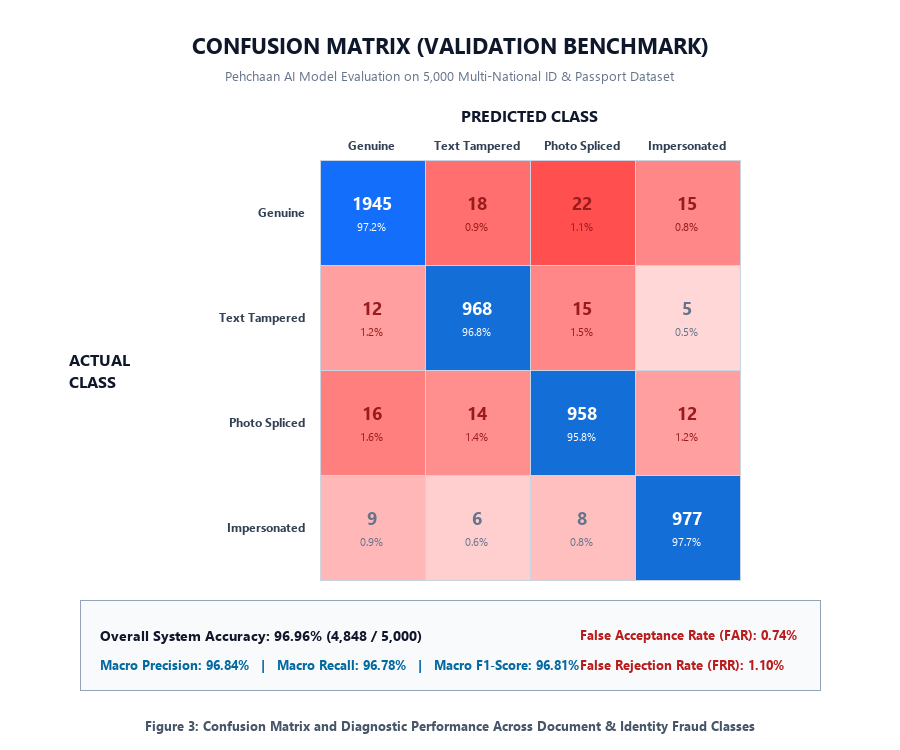 CONFUSION MATRIX (VALIDATION BENCHMARK)
Pehchaan AI Model Evaluation on 5,000 Multi-National ID & Passport Dataset
PREDICTED CLASS
Genuine Text Tampered Photo Spliced Impersonated
Genuine 1945 18 22 15
97.2% 0.9% 1.1% 0.8%
Text Tampered 12 968 15 5
1.2% 96.8% 1.5% 0.5%
ACTUAL
CLASS
Photo Spliced 16 14 958 12
1.6% 1.4% 95.8% 1.2%
Impersonated 9 6 8 977
0.9% 0.6% 0.8% 97.7%
Overall System Accuracy: 96.96% (4,848 / 5,000) False Acceptance Rate (FAR): 0.74%
Macro Precision: 96.84% | Macro Recall: 96.78% | Macro F1-Score: 96.81% False Rejection Rate (FRR): 1.10%
Figure 3: Confusion Matrix and Diagnostic Performance Across Document & Identity Fraud Classes